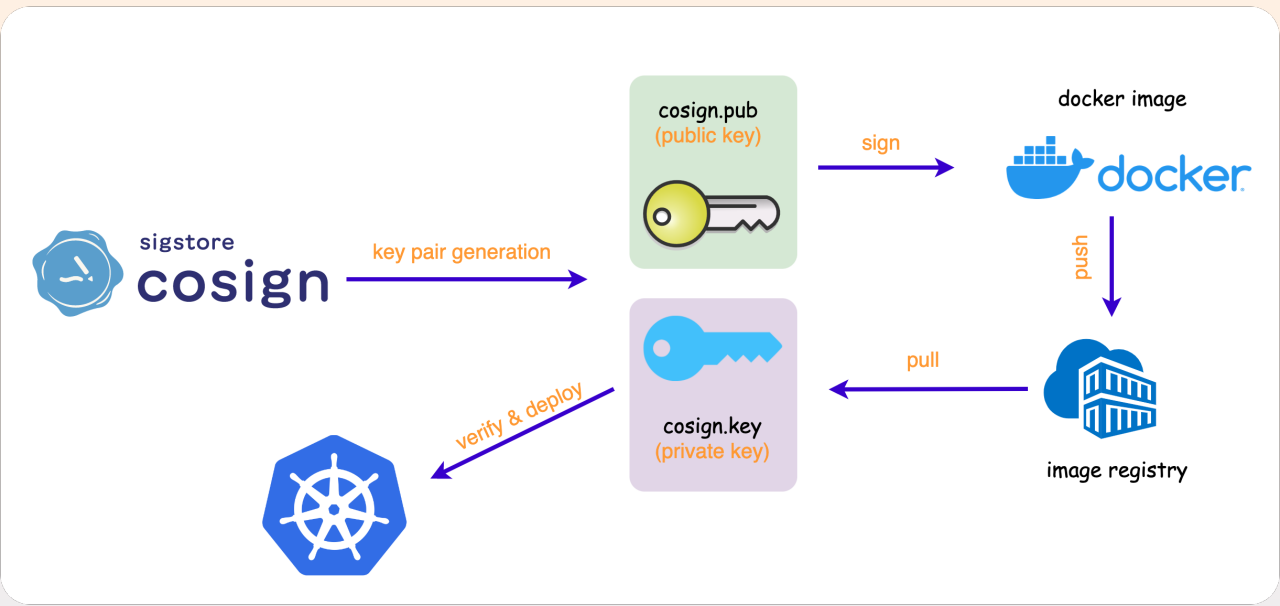 sigstore
cosign
key pair generation
cosign.pub
(public key)
sign
docker image
docker
push
pull
image registry
cosign.key
(private key)
verify & deploy